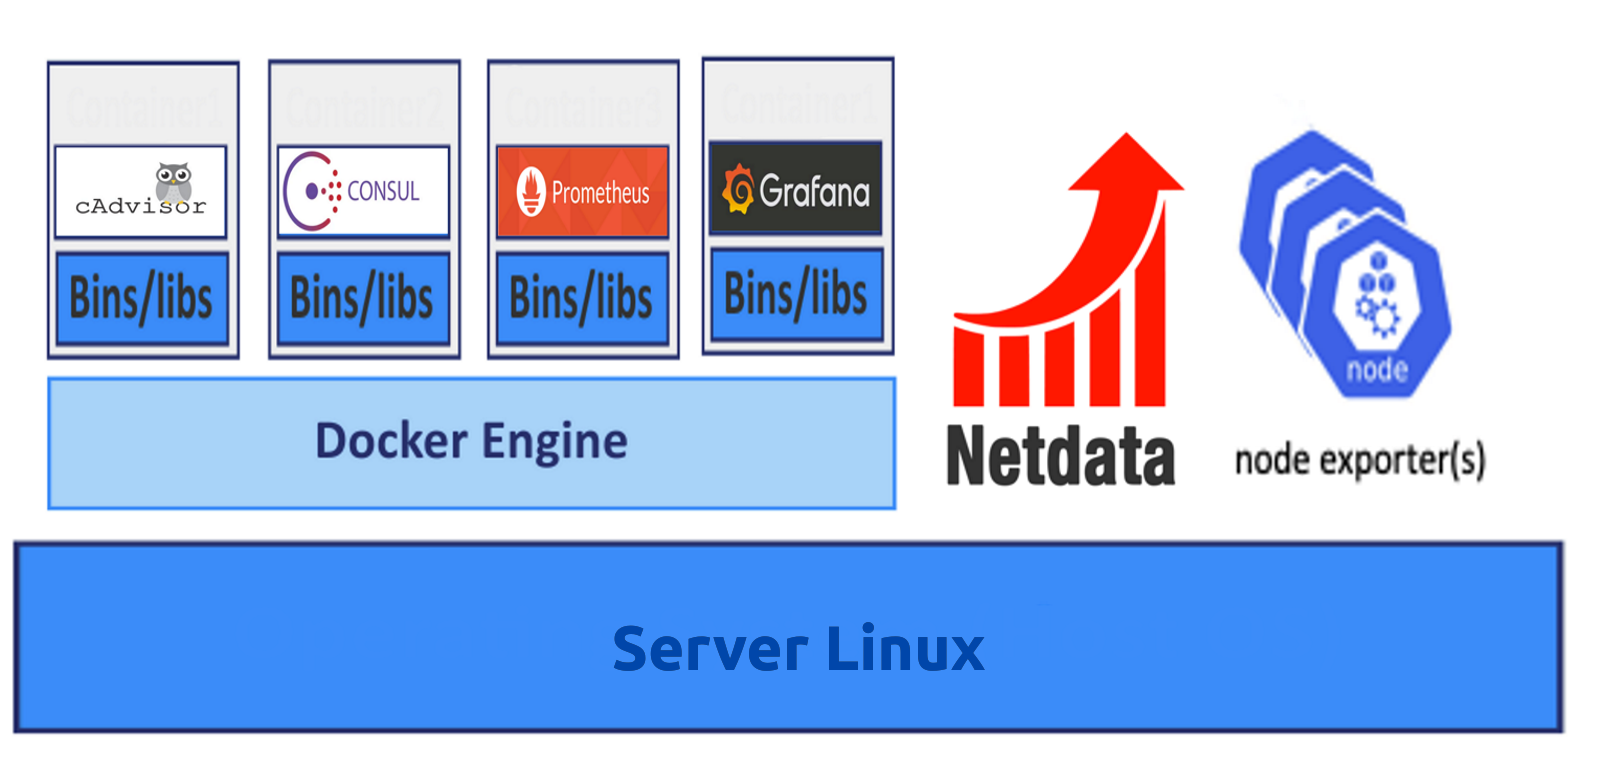 Container1
Container2
Container3
Container1
cAdvisor
CONSUL
Prometheus
Grafana
Bins/libs
Bins/libs
Bins/libs
Bins/libs
node
Docker Engine
Netdata
node exporter(s)
Server Linux